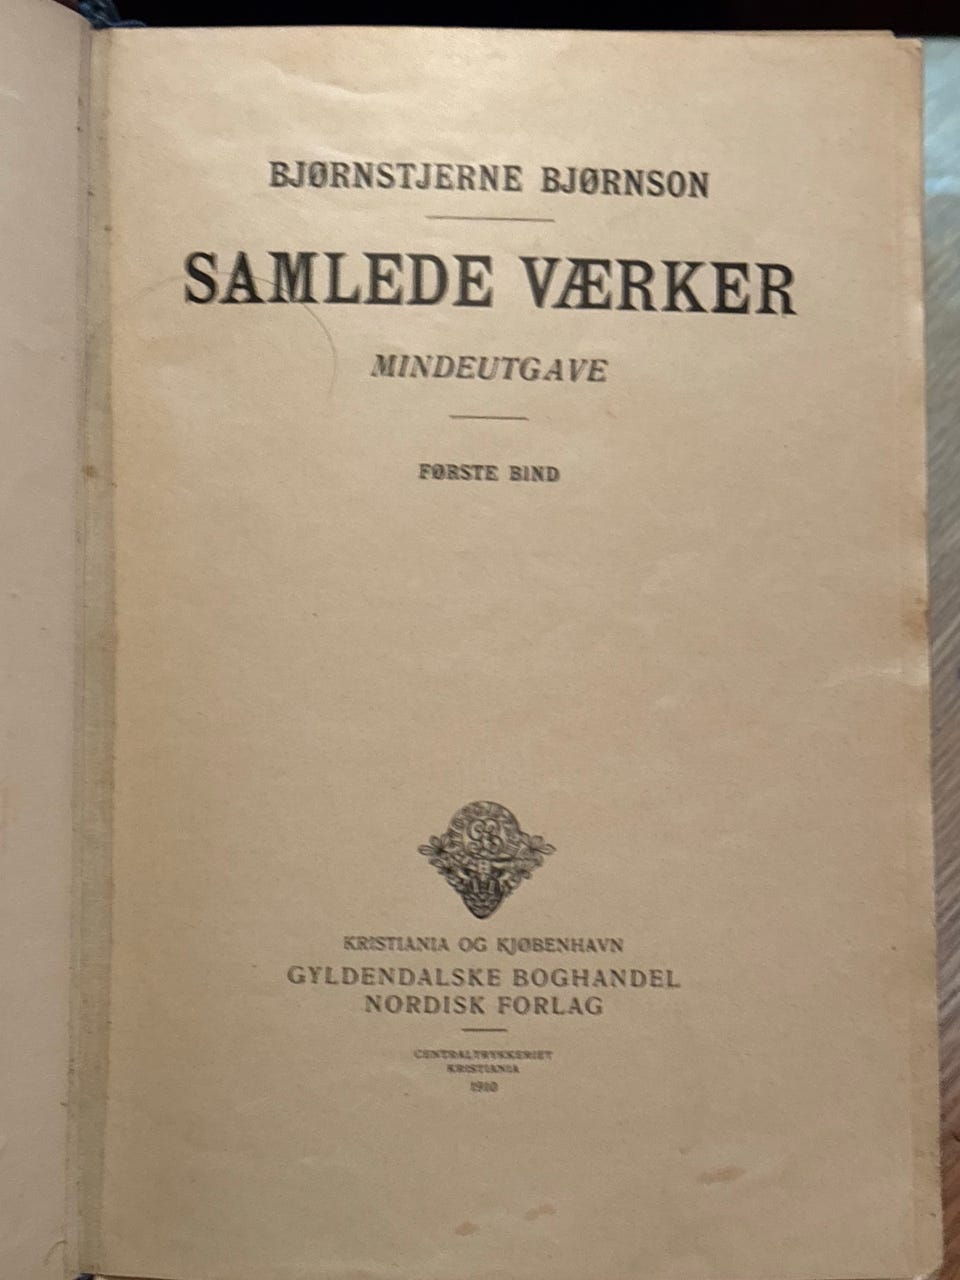 BJØRNSTJERNE BJØRNSON
SAMLEDE VÆRKER
MINDEUTGAVE
FØRSTE BIND
KRISTIANIA OG KJØBENHAVN
GYLDENDALSKE BOGHANDEL
NORDISK FORLAG
CENTRALTRYKKERIET
KRISTIANIA
1910